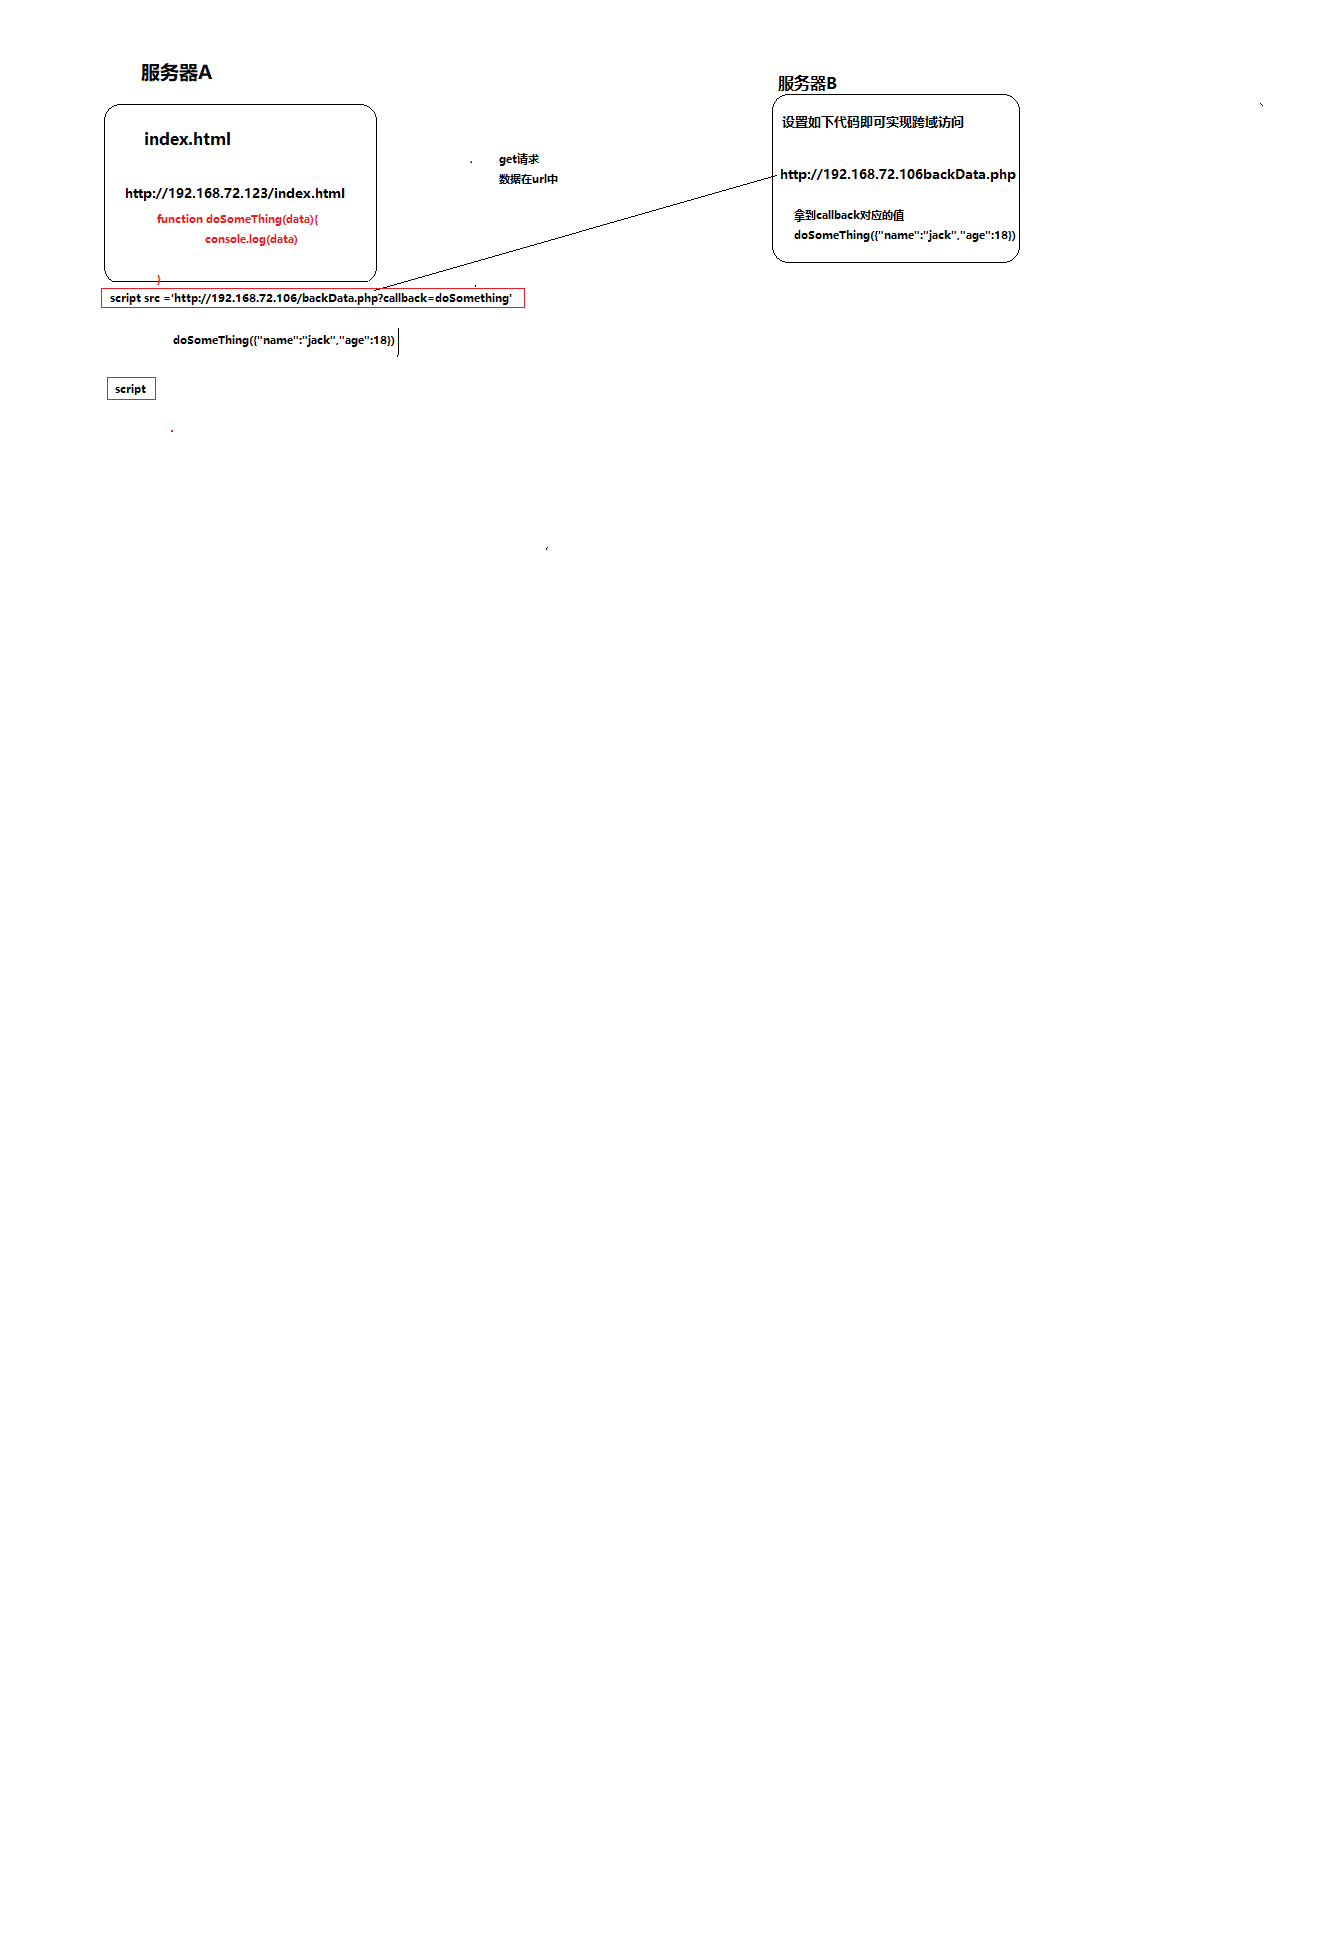 服务器A
index.html
http://192.168.72.123/index.html
function doSomeThing(data){
console.log(data)
}
script src ='http://192.168.72.106/backData.php?callback=doSomething'
doSomeThing({"name":"jack","age":18})
script
get请求
数据在url中
服务器B
设置如下代码即可实现跨域访问
http://192.168.72.106backData.php
拿到callback对应的值
doSomeThing({"name":"jack","age":18})